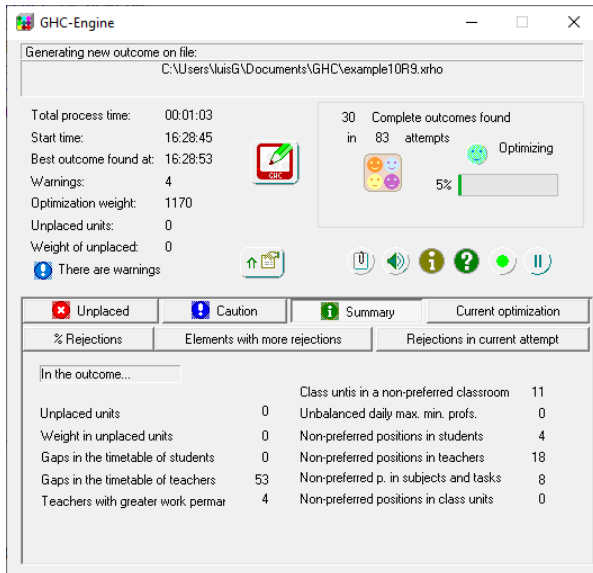 GHC-Engine
Generating new outcome on file:
C:\Users\luisG\Documents\GHC\example10R9.xrho
Total process time: 00:01:03
Start time: 16:28:45
Best outcome found at: 16:28:53
Warnings: 4
Optimization weight: 1170
Unplaced units: 0
Weight of unplaced: 0
There are warnings
GHC
30 Complete outcomes found
in 83 attempts
Optimizing
5%
Unplaced Caution Summary Current optimization
% Rejections Elements with more rejections Rejections in current attempt
In the outcome...
Unplaced units 0
Weight in unplaced units 0
Gaps in the timetable of students 0
Gaps in the timetable of teachers 53
Teachers with greater work permar 4
Class untis in a non-preferred classroom 11
Unbalanced daily max. min. profs. 0
Non-preferred positions in students 4
Non-preferred positions in teachers 18
Non-preferred p. in subjects and tasks 8
Non-preferred positions in class units 0